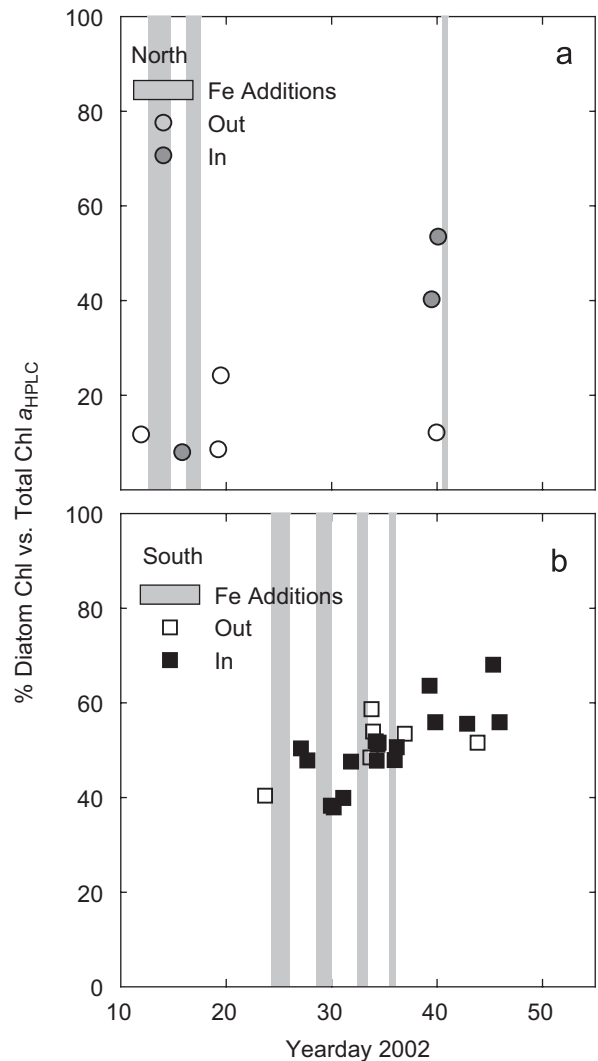 100
North
a
Fe Additions
80
Out
In
60
40
20
% Diatom Chl vs. Total Chl a_HPLC
100
South
b
80
Fe Additions
Out
In
60
40
20
0
10 20 30 40 50
Yearday 2002